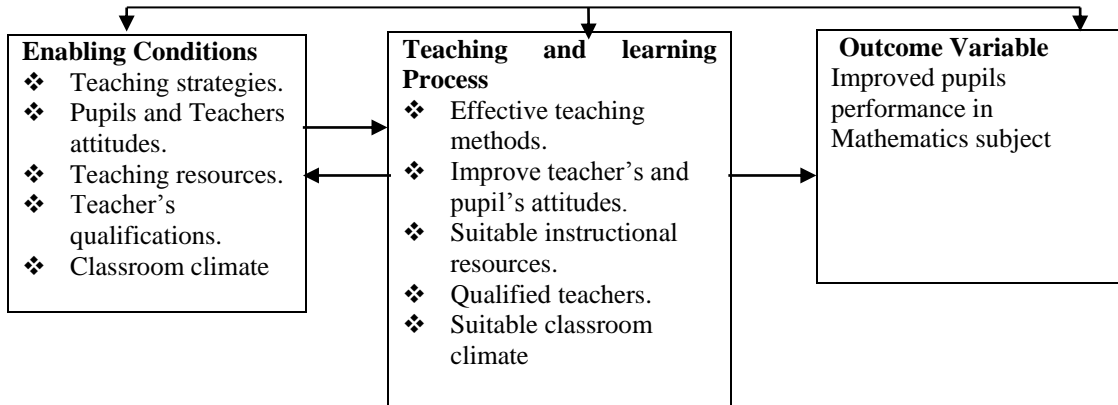 Enabling Conditions
❖ Teaching strategies.
❖ Pupils and Teachers
attitudes.
❖ Teaching resources.
❖ Teacher's
qualifications.
❖ Classroom climate
Teaching and learning
Process
❖ Effective teaching
methods.
❖ Improve teacher's and
pupil's attitudes.
❖ Suitable instructional
resources.
❖ Qualified teachers.
❖ Suitable classroom
climate
Outcome Variable
Improved pupils
performance in
Mathematics subject